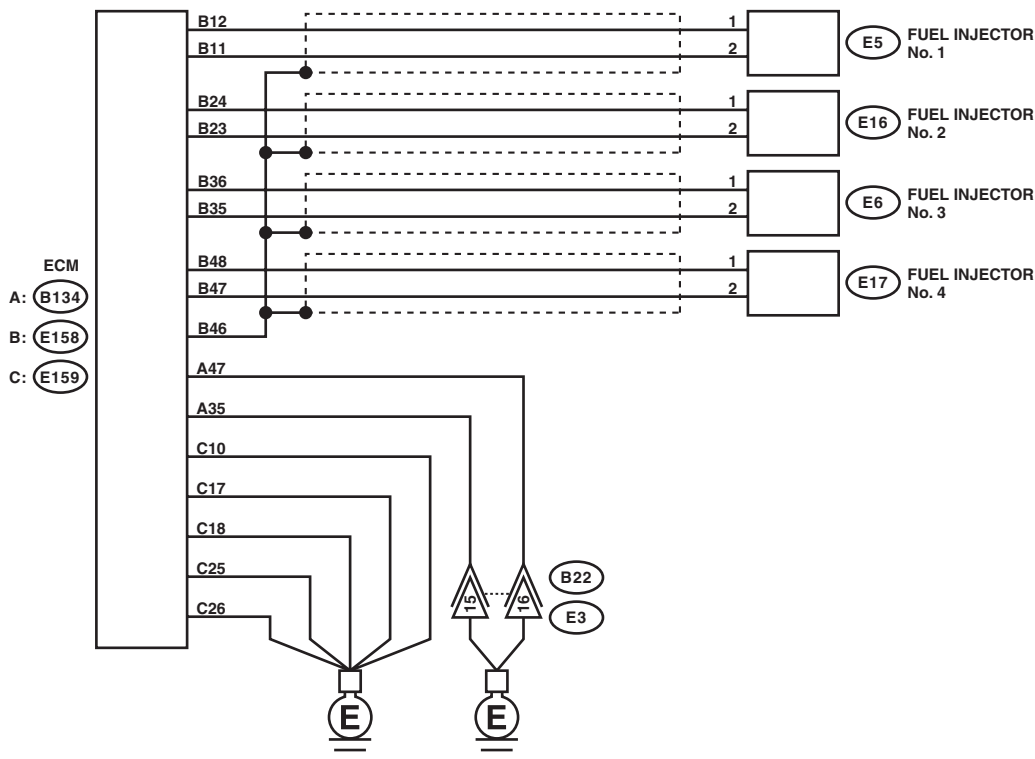 B12
1
E5
FUEL INJECTOR
No. 1
B11
2
B24
1
E16
FUEL INJECTOR
No. 2
B23
2
B36
1
E6
FUEL INJECTOR
No. 3
B35
2
B48
1
E17
FUEL INJECTOR
No. 4
B47
2
ECM
A: B134
B: E158
C: E159
B46
A47
A35
C10
C17
C18
C25
C26
15
16
B22
E3
E
E